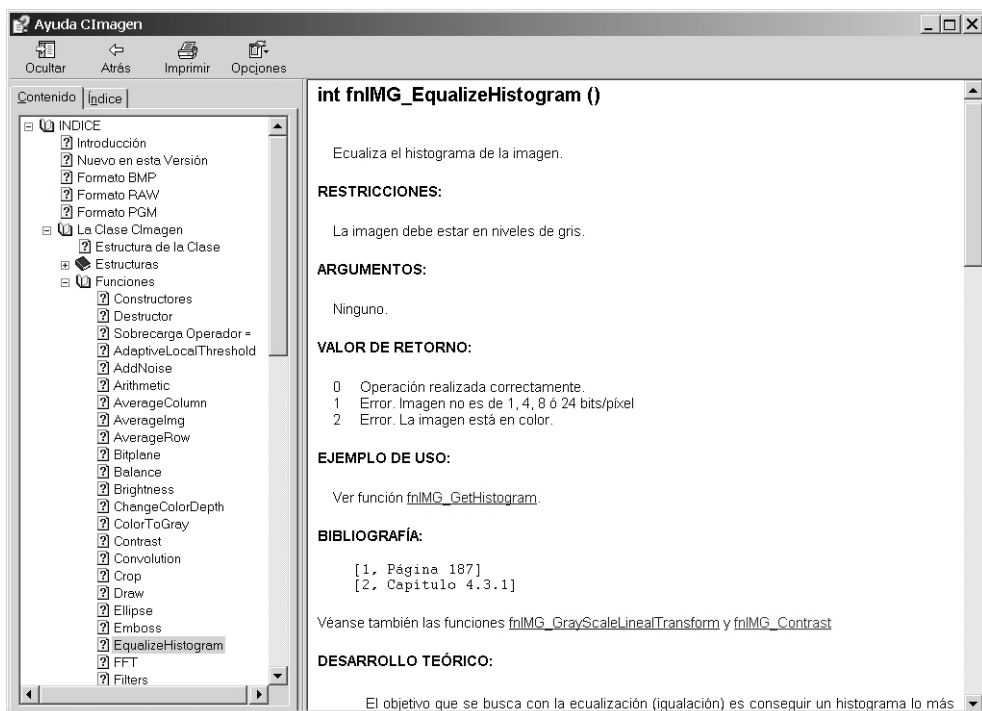 Ayuda CImagen
Ocultar Atrás Imprimir Opciones
Contenido Índice
INDICE
Introducción
Nuevo en esta Versión
Formato BMP
Formato RAW
Formato PGM
La Clase CImagen
Estructura de la Clase
Estructuras
Funciones
Constructores
Destructor
Sobrecarga Operador =
AdaptiveLocalThreshold
AddNoise
Arithmetic
AverageColumn
AverageImg
AverageRow
Bitplane
Balance
Brightness
ChangeColorDepth
ColorToGray
Contrast
Convolution
Crop
Draw
Ellipse
Emboss
EqualizeHistogram
FFT
Filters
int fnIMG_EqualizeHistogram ()
Ecualiza el histograma de la imagen.
RESTRICCIONES:
La imagen debe estar en niveles de gris.
ARGUMENTOS:
Ninguno.
VALOR DE RETORNO:
0 Operación realizada correctamente.
1 Error. Imagen no es de 1, 4, 8 ó 24 bits/píxel
2 Error. La imagen está en color.
EJEMPLO DE USO:
Ver función fnIMG_GetHistogram.
BIBLIOGRAFÍA:
[1, Página 187]
[2, Capítulo 4.3.1]
Véanse también las funciones fnIMG_GrayScaleLinealTransform y fnIMG_Contrast
DESARROLLO TEÓRICO:
El objetivo que se busca con la ecualización (igualación) es conseguir un histograma lo más